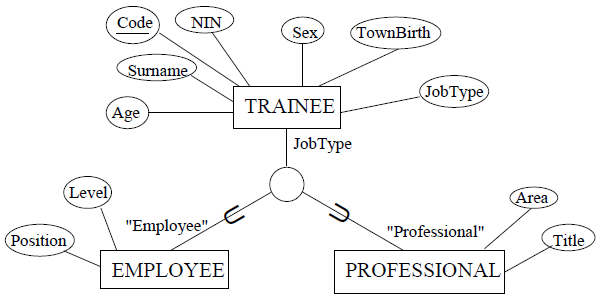 Code
NIN
Sex
TownBirth
Surname
JobType
Age
TRAINEE
JobType
Level
Area
"Employee"
"Professional"
Position
Title
EMPLOYEE
PROFESSIONAL